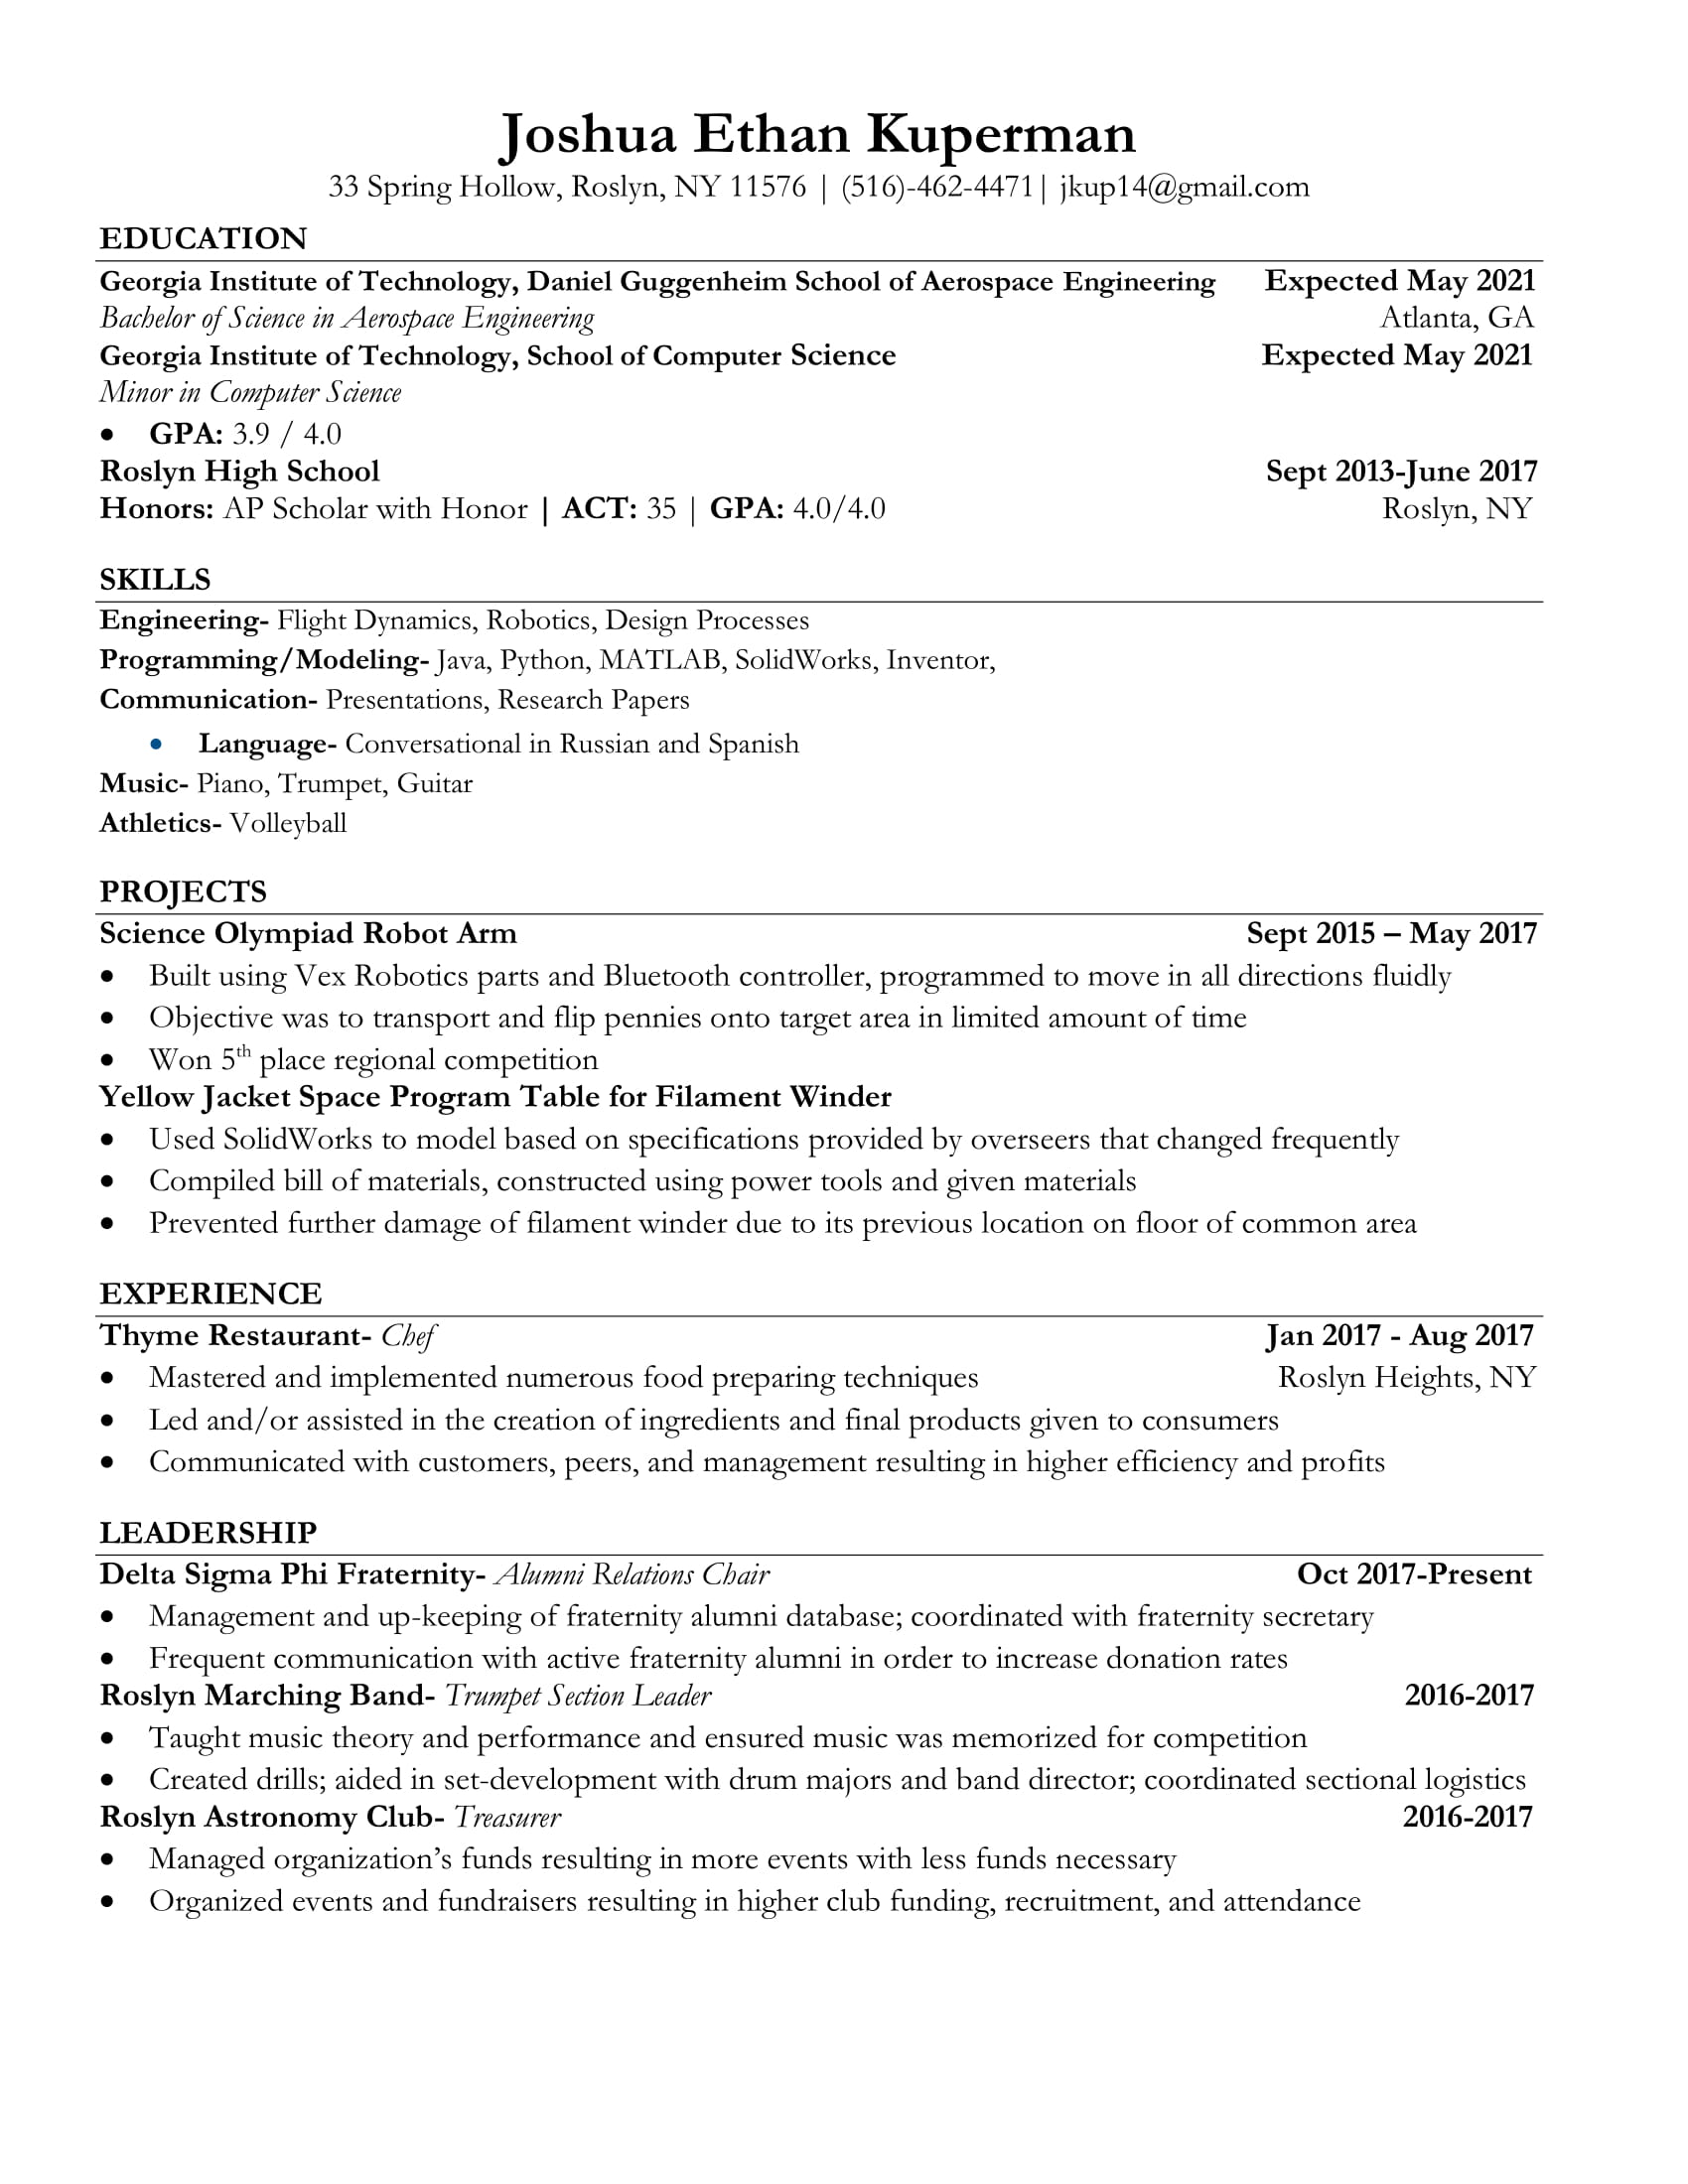 Joshua Ethan Kuperman
33 Spring Hollow, Roslyn, NY 11576 | (516)-462-4471| jkup14@gmail.com
EDUCATION
Georgia Institute of Technology, Daniel Guggenheim School of Aerospace Engineering Expected May 2021
Bachelor of Science in Aerospace Engineering Atlanta, GA
Georgia Institute of Technology, School of Computer Science Expected May 2021
Minor in Computer Science
• GPA: 3.9 / 4.0
Roslyn High School Sept 2013-June 2017
Honors: AP Scholar with Honor | ACT: 35 | GPA: 4.0/4.0 Roslyn, NY
SKILLS
Engineering- Flight Dynamics, Robotics, Design Processes
Programming/Modeling- Java, Python, MATLAB, SolidWorks, Inventor,
Communication- Presentations, Research Papers
• Language- Conversational in Russian and Spanish
Music- Piano, Trumpet, Guitar
Athletics- Volleyball
PROJECTS
Science Olympiad Robot Arm Sept 2015 – May 2017
• Built using Vex Robotics parts and Bluetooth controller, programmed to move in all directions fluidly
• Objective was to transport and flip pennies onto target area in limited amount of time
• Won 5th place regional competition
Yellow Jacket Space Program Table for Filament Winder
• Used SolidWorks to model based on specifications provided by overseers that changed frequently
• Compiled bill of materials, constructed using power tools and given materials
• Prevented further damage of filament winder due to its previous location on floor of common area
EXPERIENCE
Thyme Restaurant- Chef Jan 2017 - Aug 2017
• Mastered and implemented numerous food preparing techniques Roslyn Heights, NY
• Led and/or assisted in the creation of ingredients and final products given to consumers
• Communicated with customers, peers, and management resulting in higher efficiency and profits
LEADERSHIP
Delta Sigma Phi Fraternity- Alumni Relations Chair Oct 2017-Present
• Management and up-keeping of fraternity alumni database; coordinated with fraternity secretary
• Frequent communication with active fraternity alumni in order to increase donation rates
Roslyn Marching Band- Trumpet Section Leader 2016-2017
• Taught music theory and performance and ensured music was memorized for competition
• Created drills; aided in set-development with drum majors and band director; coordinated sectional logistics
Roslyn Astronomy Club- Treasurer 2016-2017
• Managed organization’s funds resulting in more events with less funds necessary
• Organized events and fundraisers resulting in higher club funding, recruitment, and attendance